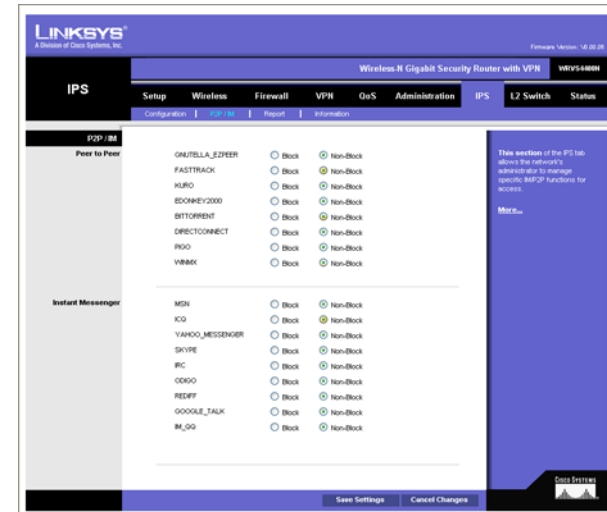 LINKSYS®
A Division of Cisco Systems, Inc.
Firmware Version: V0.00.05
Wireless-N Gigabit Security Router with VPN WRVS4400N
IPS
Setup Wireless Firewall VPN QoS Administration IPS L2 Switch Status
Configuration | P2P / IM | Report | Information
P2P / IM
Peer to Peer
GNUTELLA_EZPEER Block Non-Block
FASTTRACK Block Non-Block
KURO Block Non-Block
EDONKEY2000 Block Non-Block
BITTORRENT Block Non-Block
DIRECTCONNECT Block Non-Block
PIGO Block Non-Block
WINMX Block Non-Block
Instant Messenger
MSN Block Non-Block
ICQ Block Non-Block
YAHOO_MESSENGER Block Non-Block
SKYPE Block Non-Block
IRC Block Non-Block
ODIGO Block Non-Block
REDIFF Block Non-Block
GOOGLE_TALK Block Non-Block
IM_QQ Block Non-Block
This section of the IPS tab
allows the network's
administrator to manage
specific IM/P2P functions for
access.
More...
Save Settings Cancel Changes
CISCO SYSTEMS